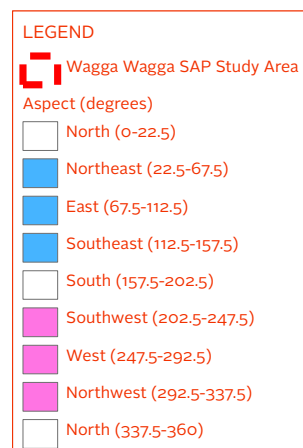 LEGEND
Wagga Wagga SAP Study Area
Aspect (degrees)
North (0-22.5)
Northeast (22.5-67.5)
East (67.5-112.5)
Southeast (112.5-157.5)
South (157.5-202.5)
Southwest (202.5-247.5)
West (247.5-292.5)
Northwest (292.5-337.5)
North (337.5-360)